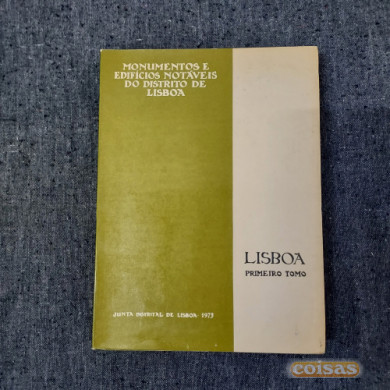 MONUMENTOS E
EDIFÍCIOS NOTÁVEIS
DO DISTRITO DE
LISBOA
LISBOA
PRIMEIRO TOMO
JUNTA DISTRITAL DE LISBOA · 1973
coisas